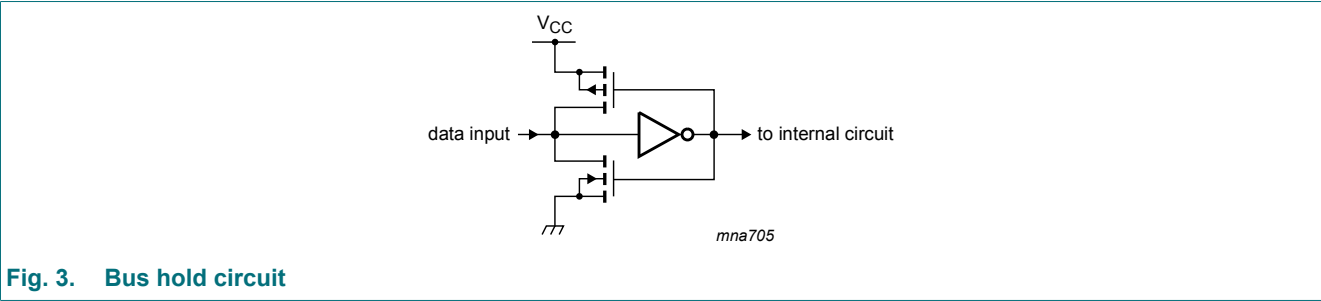 VCC
data input
to internal circuit
mna705
Fig. 3. Bus hold circuit